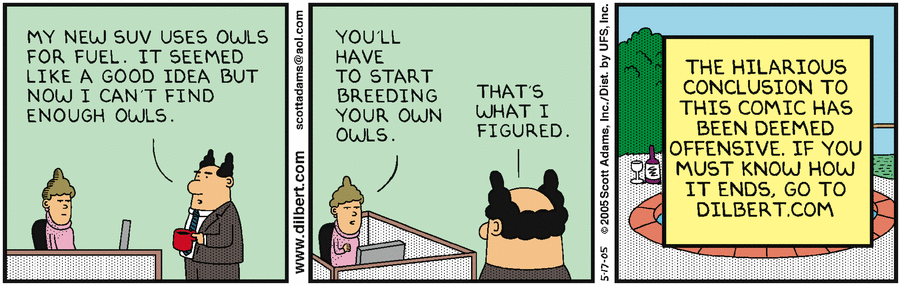 MY NEW SUV USES OWLS
FOR FUEL. IT SEEMED
LIKE A GOOD IDEA BUT
NOW I CAN'T FIND
ENOUGH OWLS.
www.dilbert.com
scottadams@aol.com
YOU'LL
HAVE
TO START
BREEDING
YOUR OWN
OWLS.
THAT'S
WHAT I
FIGURED.
5-17-05 © 2005 Scott Adams, Inc./Dist. by UFS, Inc.
THE HILARIOUS
CONCLUSION TO
THIS COMIC HAS
BEEN DEEMED
OFFENSIVE. IF YOU
MUST KNOW HOW
IT ENDS, GO TO
DILBERT.COM